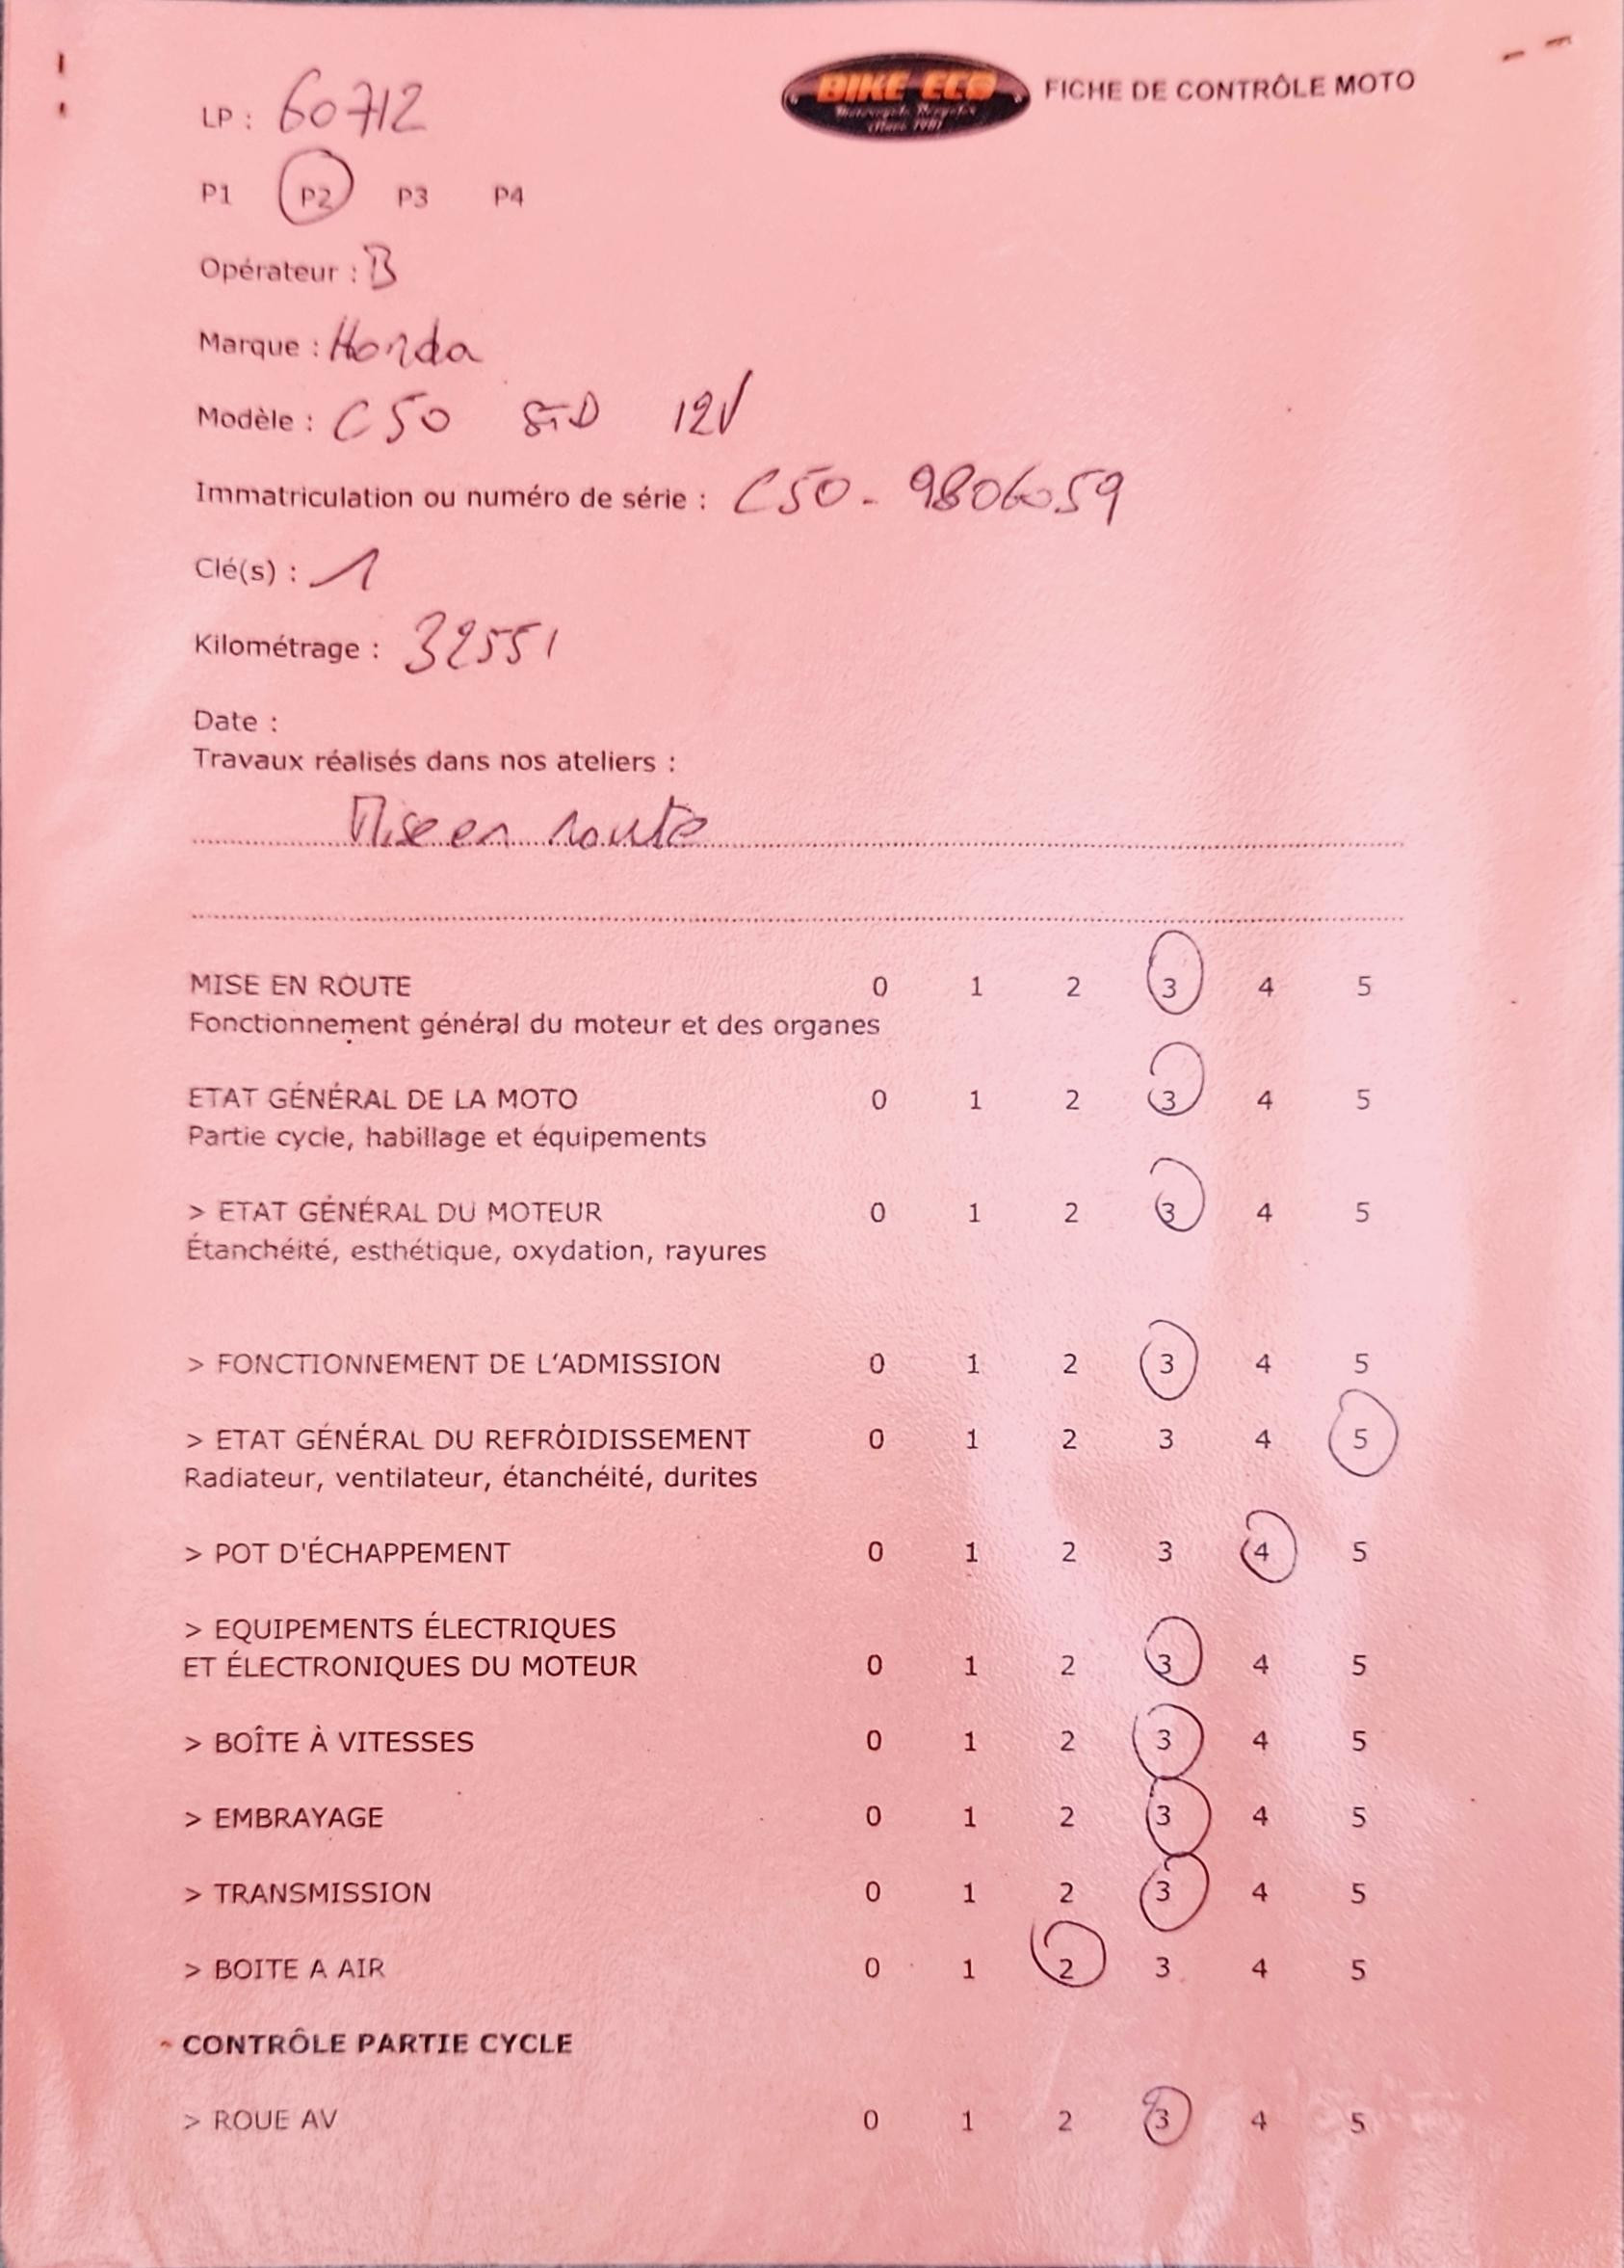 BIKE ECO
FICHE DE CONTRÔLE MOTO
LP : 60712
P1 P2 P3 P4
Opérateur : B
Marque : Honda
Modèle : C50 STD 12V
Immatriculation ou numéro de série : C50-9806059
Clé(s) : 1
Kilométrage : 32551
Date :
Travaux réalisés dans nos ateliers :
Mise en route
MISE EN ROUTE 0 1 2 3 4 5
Fonctionnement général du moteur et des organes
ETAT GÉNÉRAL DE LA MOTO 0 1 2 3 4 5
Partie cycle, habillage et équipements
> ETAT GÉNÉRAL DU MOTEUR 0 1 2 3 4 5
Étanchéité, esthétique, oxydation, rayures
> FONCTIONNEMENT DE L'ADMISSION 0 1 2 3 4 5
> ETAT GÉNÉRAL DU REFROIDISSEMENT 0 1 2 3 4 5
Radiateur, ventilateur, étanchéité, durites
> POT D'ÉCHAPPEMENT 0 1 2 3 4 5
> EQUIPEMENTS ÉLECTRIQUES
ET ÉLECTRONIQUES DU MOTEUR 0 1 2 3 4 5
> BOÎTE À VITESSES 0 1 2 3 4 5
> EMBRAYAGE 0 1 2 3 4 5
> TRANSMISSION 0 1 2 3 4 5
> BOITE A AIR 0 1 2 3 4 5
CONTRÔLE PARTIE CYCLE
> ROUE AV 0 1 2 3 4 5